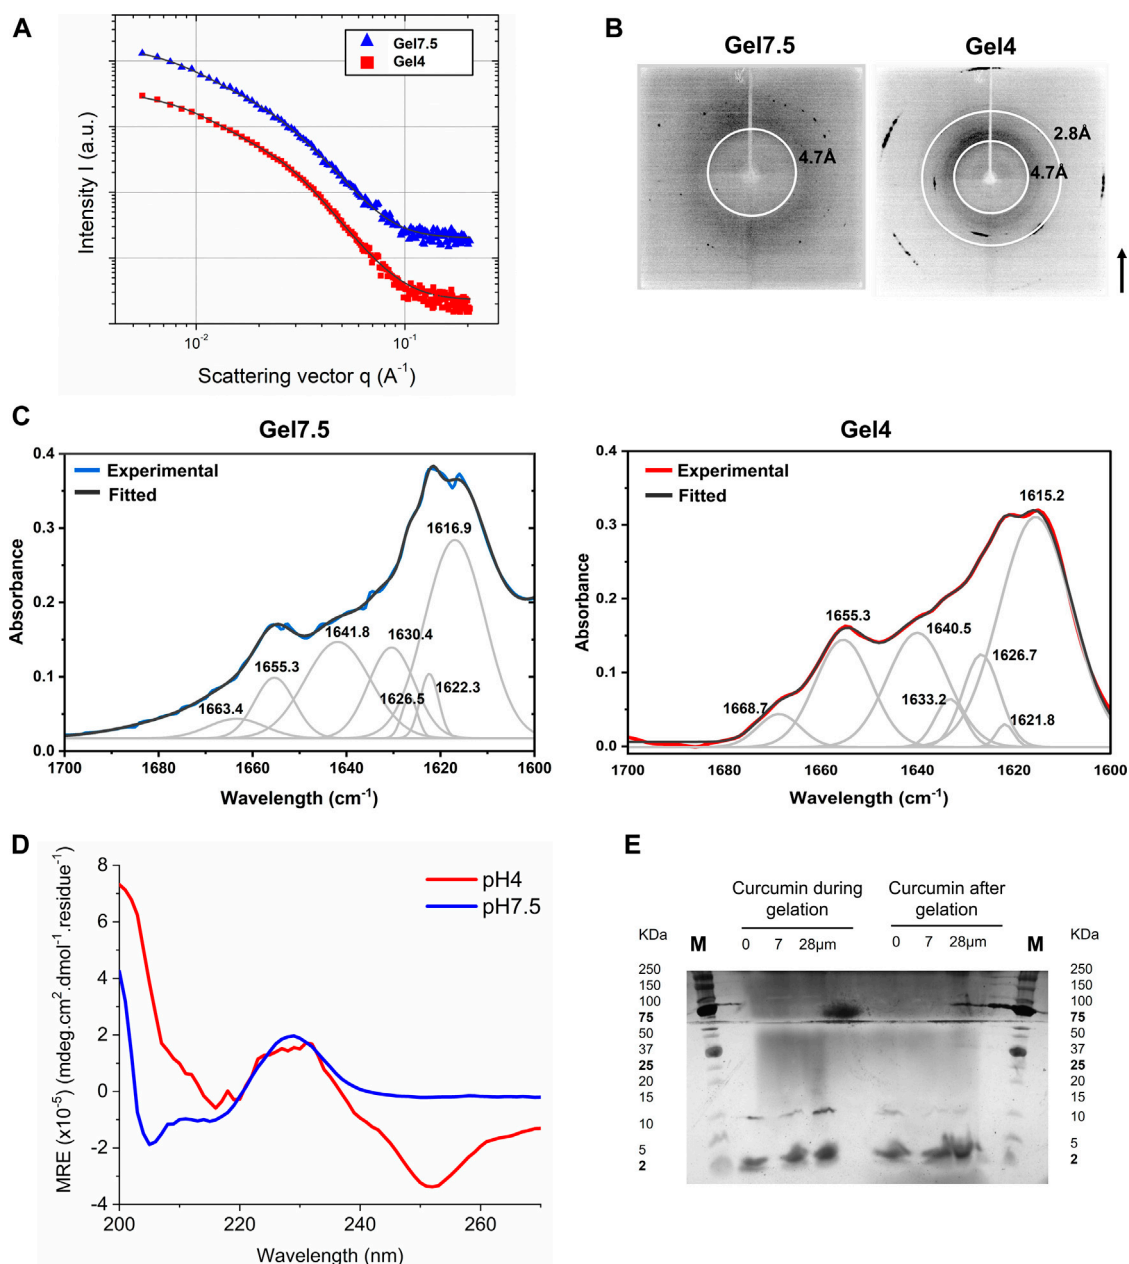 A
Gel7.5
Gel4
Intensity I (a.u.)
10-2
10-1
Scattering vector q (A-1)
B
Gel7.5
Gel4
4.7Å
2.8Å
4.7Å
C
Gel7.5
Experimental
Fitted
0.4
0.3
0.2
0.1
0.0
Absorbance
1663.4
1655.3
1641.8
1630.4
1626.5
1622.3
1616.9
1700
1680
1660
1640
1620
1600
Wavelength (cm-1)
Gel4
Experimental
Fitted
0.4
0.3
0.2
0.1
0.0
Absorbance
1668.7
1655.3
1640.5
1633.2
1626.7
1621.8
1615.2
1700
1680
1660
1640
1620
1600
Wavelength (cm-1)
D
pH4
pH7.5
8
6
4
2
0
-2
-4
MRE (x10-5) (mdeg.cm2.dmol-1.residue-1)
200
220
240
260
Wavelength (nm)
E
Curcumin during
gelation
Curcumin after
gelation
KDa
M
0 7 28µm
0 7 28µm
M
KDa
250
150
100
75
50
37
25
20
15
10
5
2
250
150
100
75
50
37
25
20
15
10
5
2